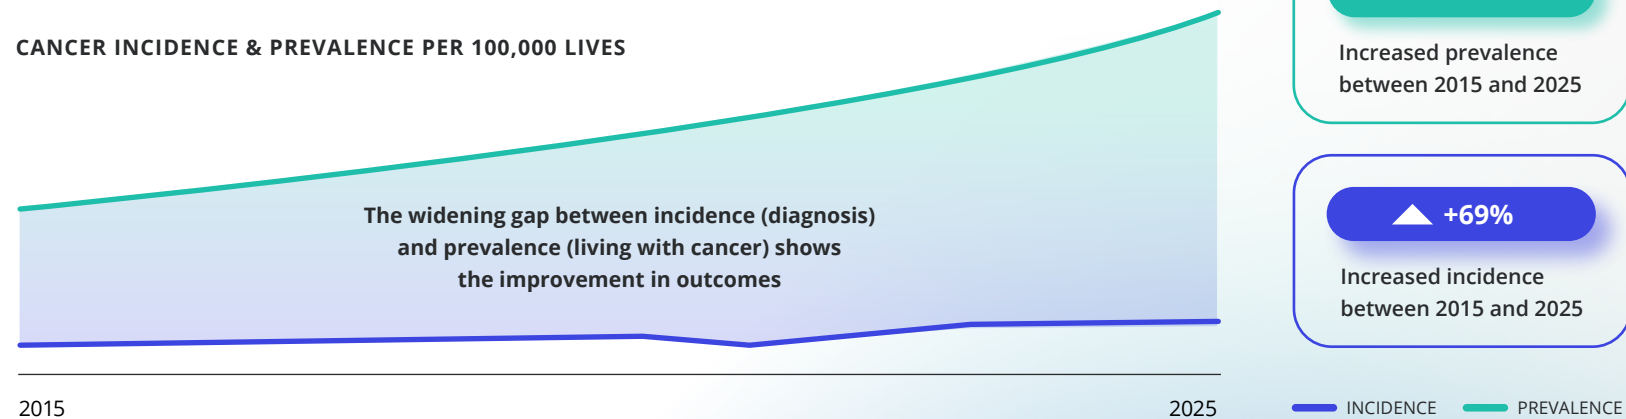 CANCER INCIDENCE & PREVALENCE PER 100,000 LIVES
The widening gap between incidence (diagnosis)
and prevalence (living with cancer) shows
the improvement in outcomes
2015
2025
Increased prevalence
between 2015 and 2025
+69%
Increased incidence
between 2015 and 2025
INCIDENCE
PREVALENCE